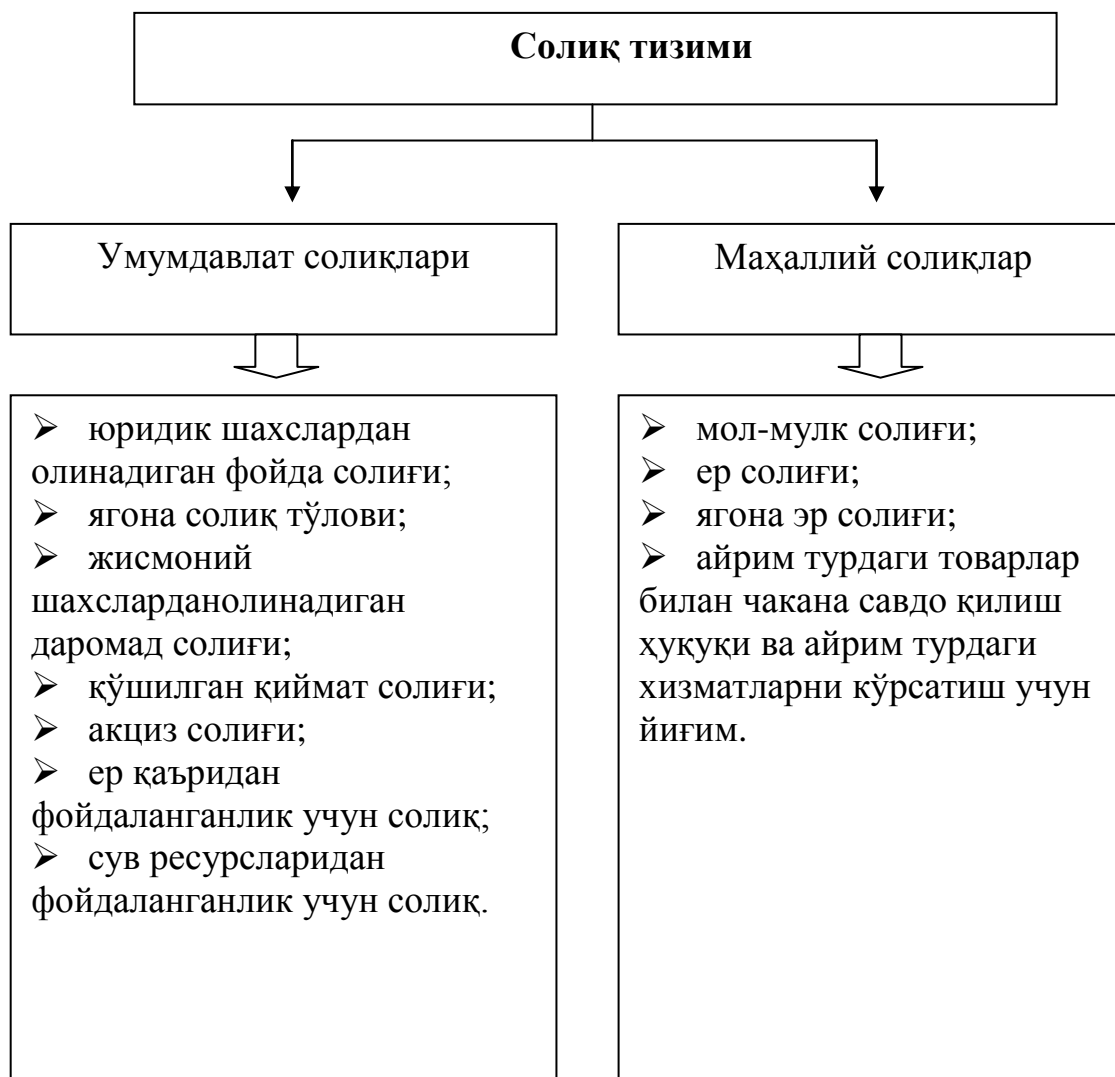 Солиқ тизими
Умумдавлат солиқлари
Маҳаллий солиқлар
➢ юридик шахслардан
олинадиган фойда солиғи;
➢ ягона солиқ тўлови;
➢ жисмоний
шахсларданолинадиган
даромад солиғи;
➢ қўшилган қиймат солиғи;
➢ акциз солиғи;
➢ ер қаъридан
фойдаланганлик учун солиқ;
➢ сув ресурсларидан
фойдаланганлик учун солиқ.
➢ мол-мулк солиғи;
➢ ер солиғи;
➢ ягона эр солиғи;
➢ айрим турдаги товарлар
билан чакана савдо қилиш
ҳуқуқи ва айрим турдаги
хизматларни кўрсатиш учун
йиғим.